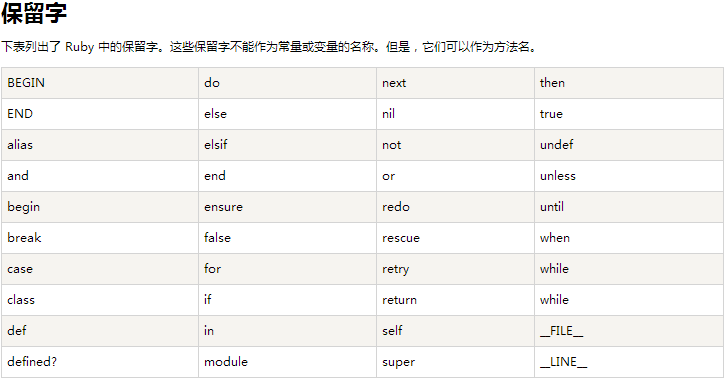 保留字
下表列出了 Ruby 中的保留字。这些保留字不能作为常量或变量的名称。但是，它们可以作为方法名。
BEGIN do next then
END else nil true
alias elsif not undef
and end or unless
begin ensure redo until
break false rescue when
case for retry while
class if return while
def in self __FILE__
defined? module super __LINE__